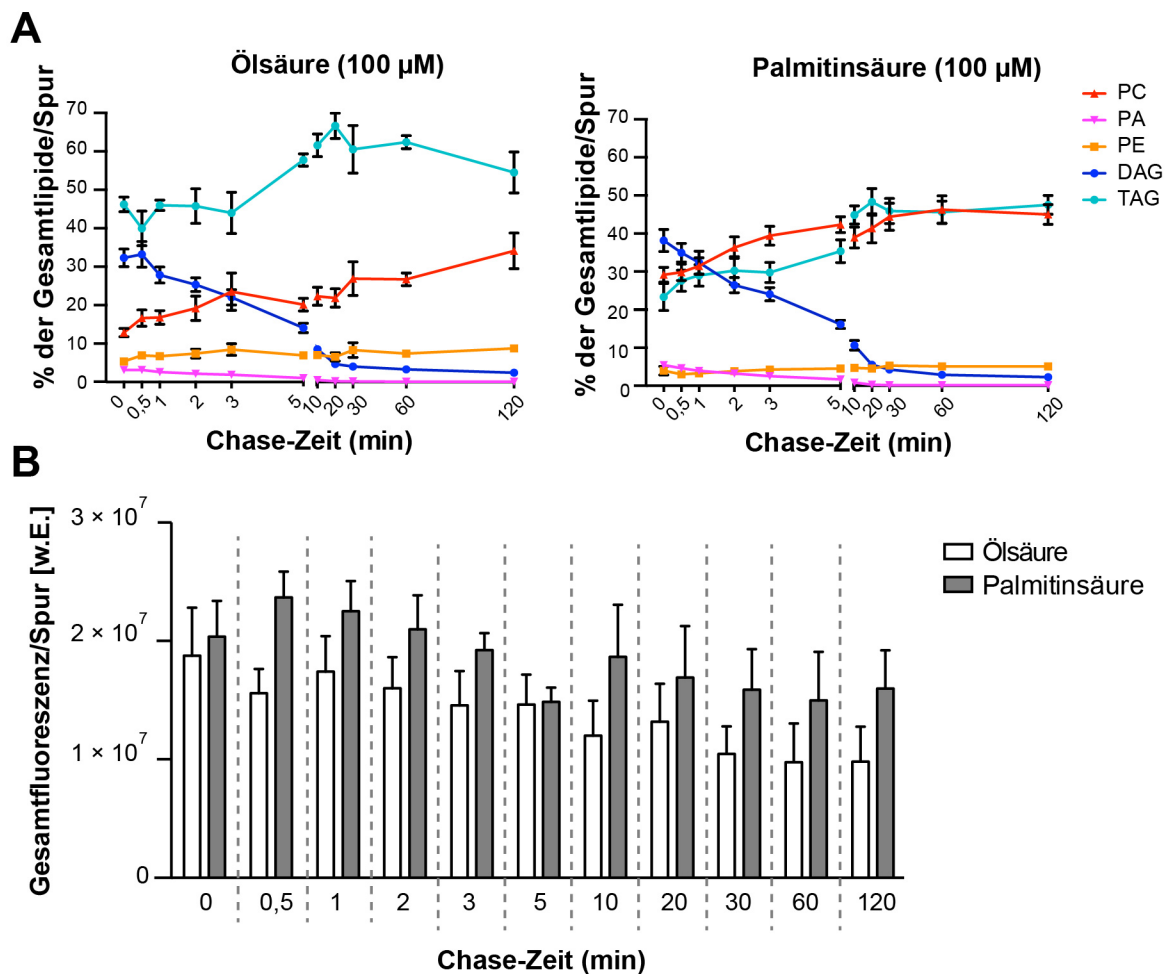 A
Ölsäure (100 µM)
% der Gesamtlipide/Spur
70
60
50
40
30
20
10
0
0
0,5
1
2
3
5
10
20
30
60
120
Chase-Zeit (min)
Palmitinsäure (100 µM)
% der Gesamtlipide/Spur
70
60
50
40
30
20
10
0
0
0,5
1
2
3
5
10
20
30
60
120
Chase-Zeit (min)
PC
PA
PE
DAG
TAG
B
Gesamtfluoreszenz/Spur [w.E.]
3 × 10⁷
2 × 10⁷
1 × 10⁷
0
0
0,5
1
2
3
5
10
20
30
60
120
Chase-Zeit (min)
Ölsäure
Palmitinsäure